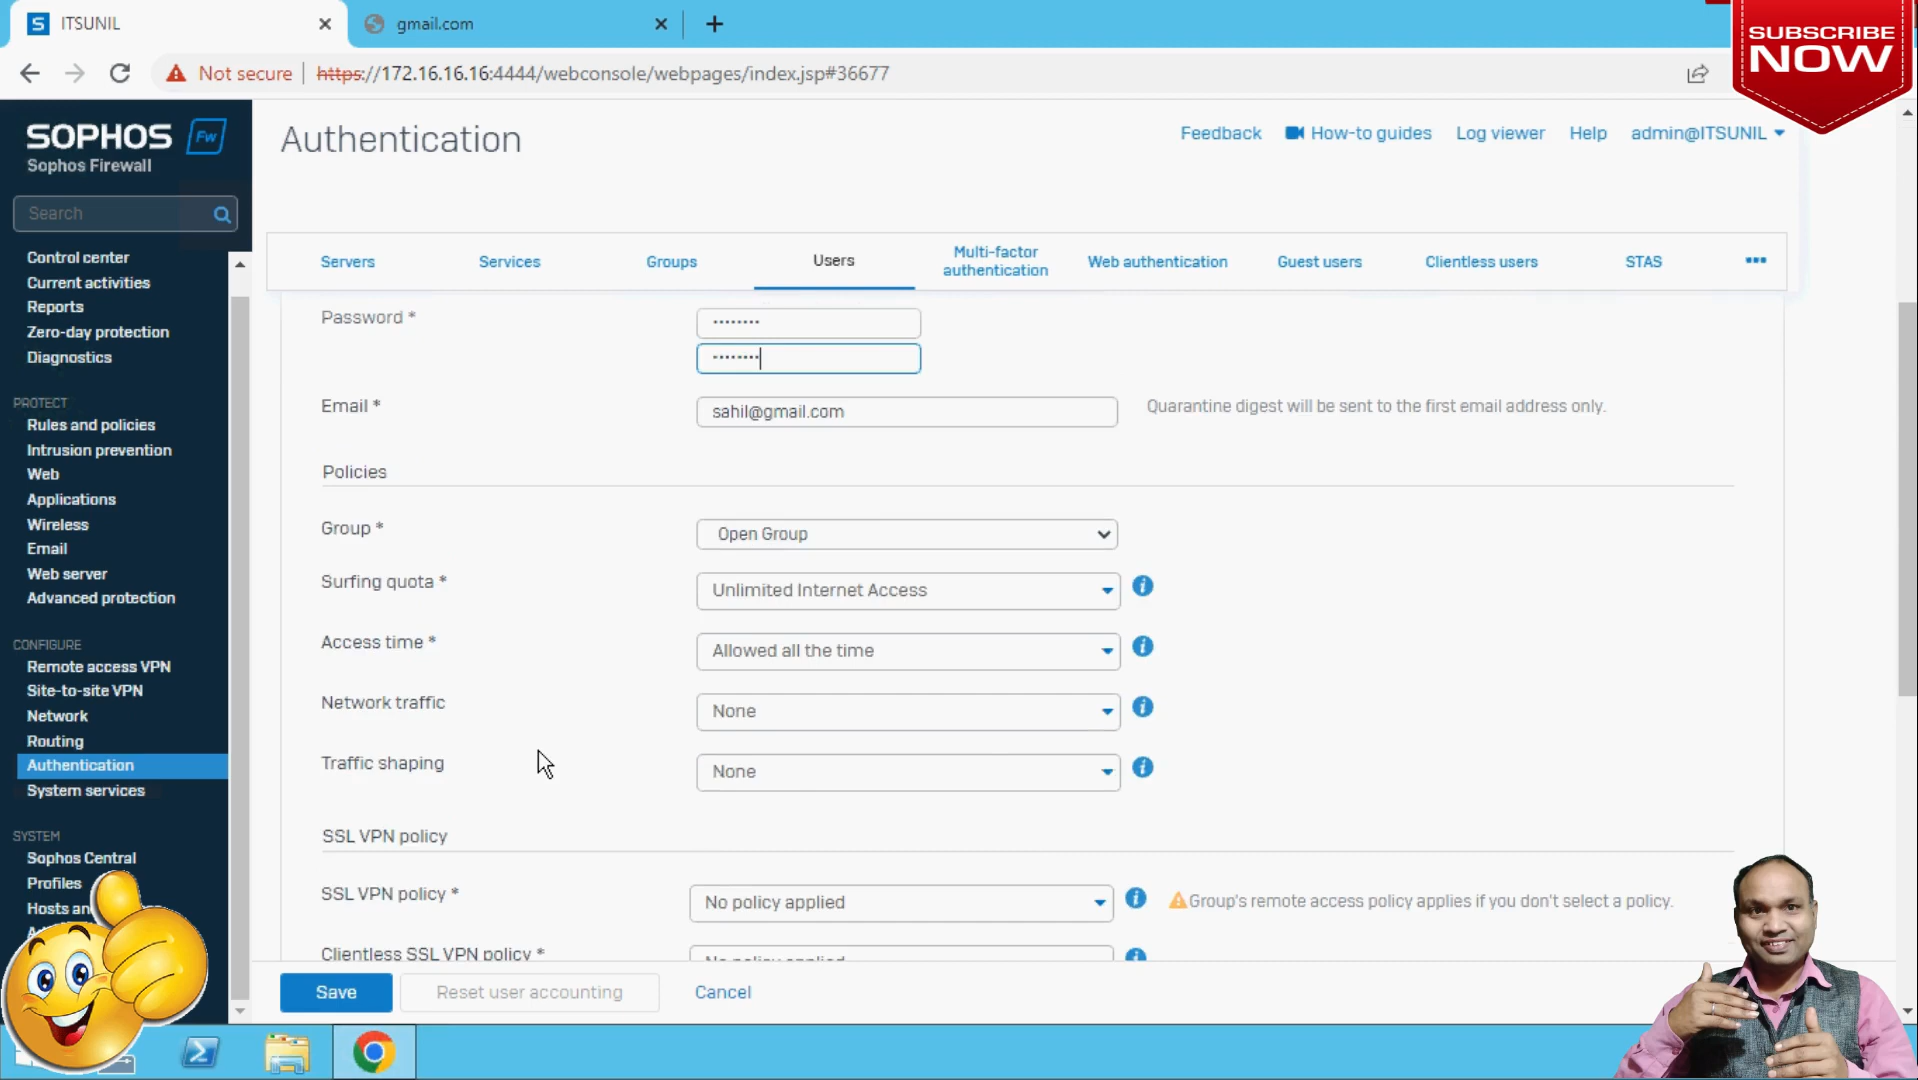 ITSUNIL
gmail.com
SUBSCRIBE
NOW
Not secure
https://172.16.16.16:4444/webconsole/webpages/index.jsp#36677
SOPHOS Fw
Sophos Firewall
Search
Control center
Current activities
Reports
Zero-day protection
Diagnostics
PROTECT
Rules and policies
Intrusion prevention
Web
Applications
Wireless
Email
Web server
Advanced protection
CONFIGURE
Remote access VPN
Site-to-site VPN
Network
Routing
Authentication
System services
SYSTEM
Sophos Central
Profiles
Authentication
Feedback
How-to guides
Log viewer
Help
admin@ITSUNIL
Servers
Services
Groups
Users
Multi-factor
authentication
Web authentication
Guest users
Clientless users
STAS
Password *
Email *
sahil@gmail.com
Quarantine digest will be sent to the first email address only.
Policies
Group *
Open Group
Surfing quota *
Unlimited Internet Access
Access time *
Allowed all the time
Network traffic
None
Traffic shaping
None
SSL VPN policy
SSL VPN policy *
No policy applied
Group's remote access policy applies if you don't select a policy.
Clientless SSL VPN policy *
No policy applied
Save
Reset user accounting
Cancel